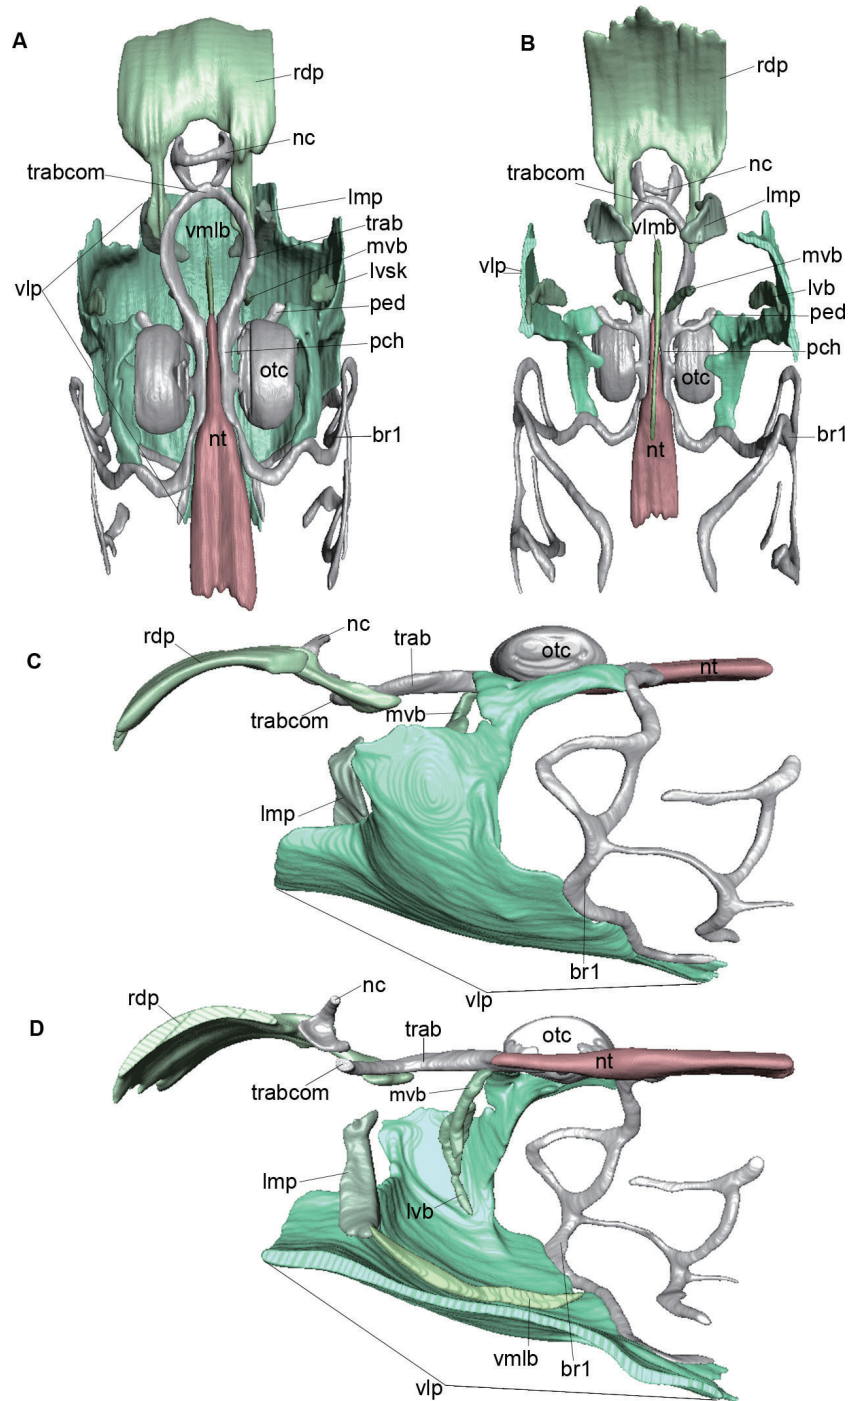 A
rdp
nc
trabcom
lmp
vmlb
trab
mvb
lvsk
vlp
ped
pch
otc
br1
nt
B
rdp
nc
trabcom
lmp
vlmb
mvb
vlp
lvb
ped
pch
otc
br1
nt
C
rdp
nc
trab
otc
nt
trabcom
mvb
lmp
br1
vlp
D
rdp
nc
trab
otc
nt
trabcom
mvb
lmp
lvb
vmlb
br1
vlp